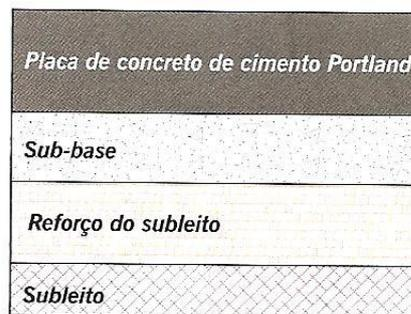 Placa de concreto de cimento Portland
Sub-base
Reforço do subleito
Subleito